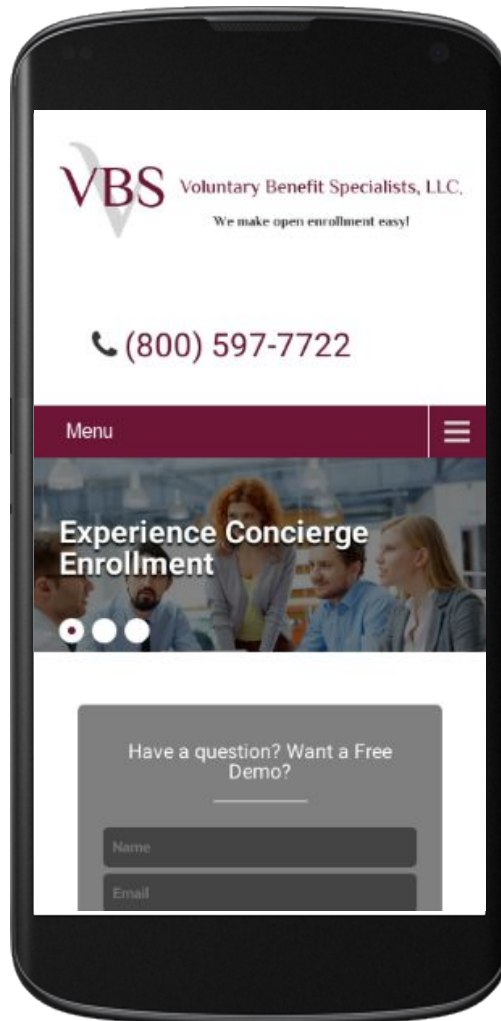 VBS
Voluntary Benefit Specialists, LLC.
We make open enrollment easy!
(800) 597-7722
Menu
Experience Concierge
Enrollment
Have a question? Want a Free
Demo?
Name
Email